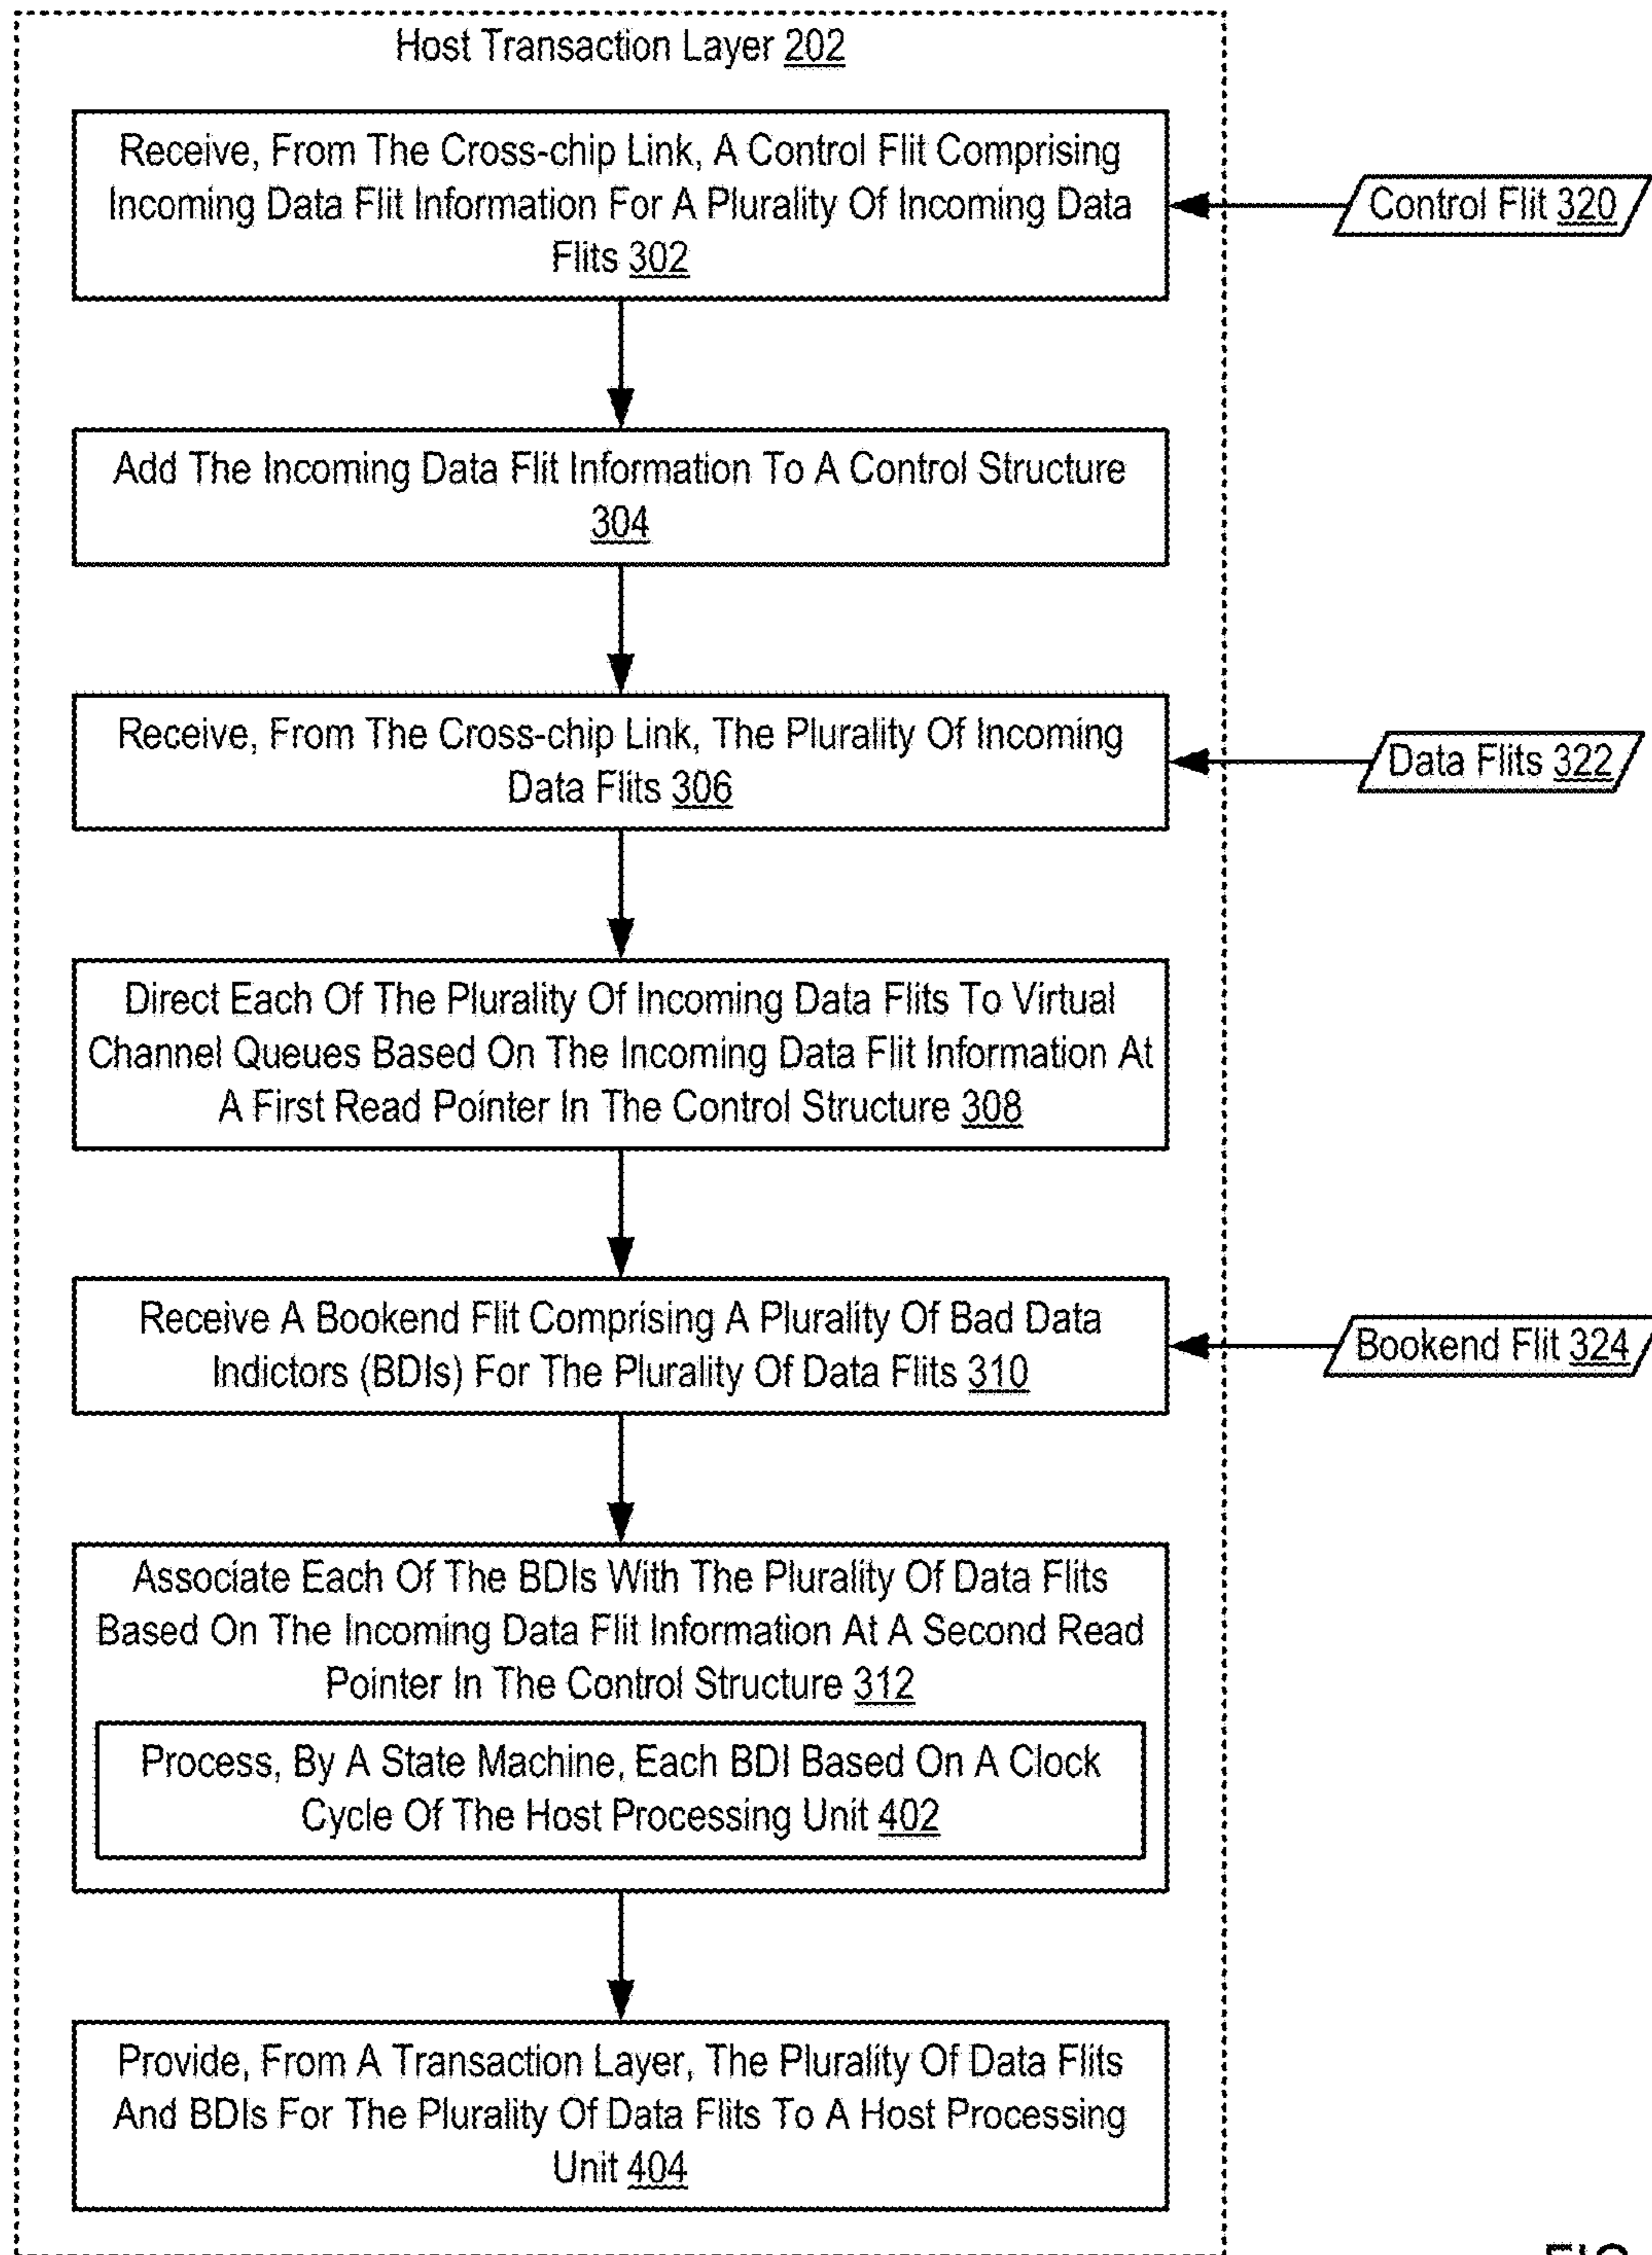 Host Transaction Layer 202
Receive, From The Cross-chip Link, A Control Flit Comprising
Incoming Data Flit Information For A Plurality Of Incoming Data
Flits 302
Control Flit 320
Add The Incoming Data Flit Information To A Control Structure
304
Receive, From The Cross-chip Link, The Plurality Of Incoming
Data Flits 306
Data Flits 322
Direct Each Of The Plurality Of Incoming Data Flits To Virtual
Channel Queues Based On The Incoming Data Flit Information At
A First Read Pointer In The Control Structure 308
Receive A Bookend Flit Comprising A Plurality Of Bad Data
Indictors (BDIs) For The Plurality Of Data Flits 310
Bookend Flit 324
Associate Each Of The BDIs With The Plurality Of Data Flits
Based On The Incoming Data Flit Information At A Second Read
Pointer In The Control Structure 312
Process, By A State Machine, Each BDI Based On A Clock
Cycle Of The Host Processing Unit 402
Provide, From A Transaction Layer, The Plurality Of Data Flits
And BDIs For The Plurality Of Data Flits To A Host Processing
Unit 404